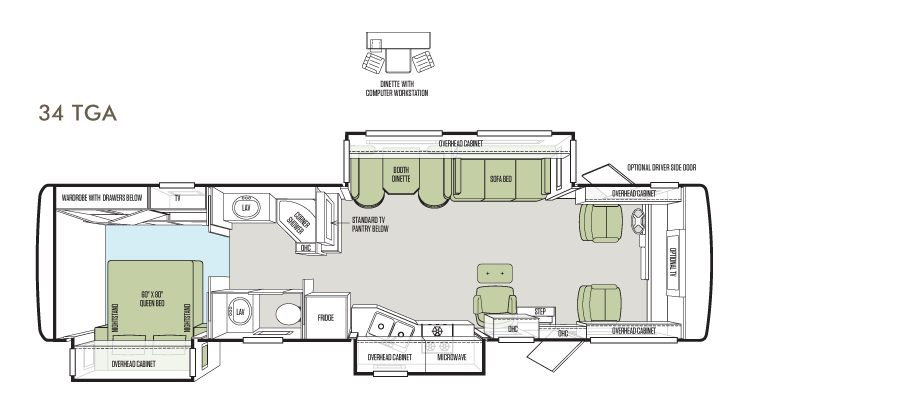 DINETTE WITH
COMPUTER WORKSTATION
34 TGA
OVERHEAD CABINET
BOOTH
DINETTE
SOFA BED
OPTIONAL DRIVER SIDE DOOR
OVERHEAD CABINET
WARDROBE WITH DRAWERS BELOW
TV
LAV
CORNER
SHOWER
OHC
STANDARD TV
PANTRY BELOW
OPTIONAL TV
60" X 80"
QUEEN BED
NIGHTSTAND
NIGHTSTAND
LAV
FRIDGE
STEP
OHC
OHC
OVERHEAD CABINET
OVERHEAD CABINET
OVERHEAD CABINET
MICROWAVE